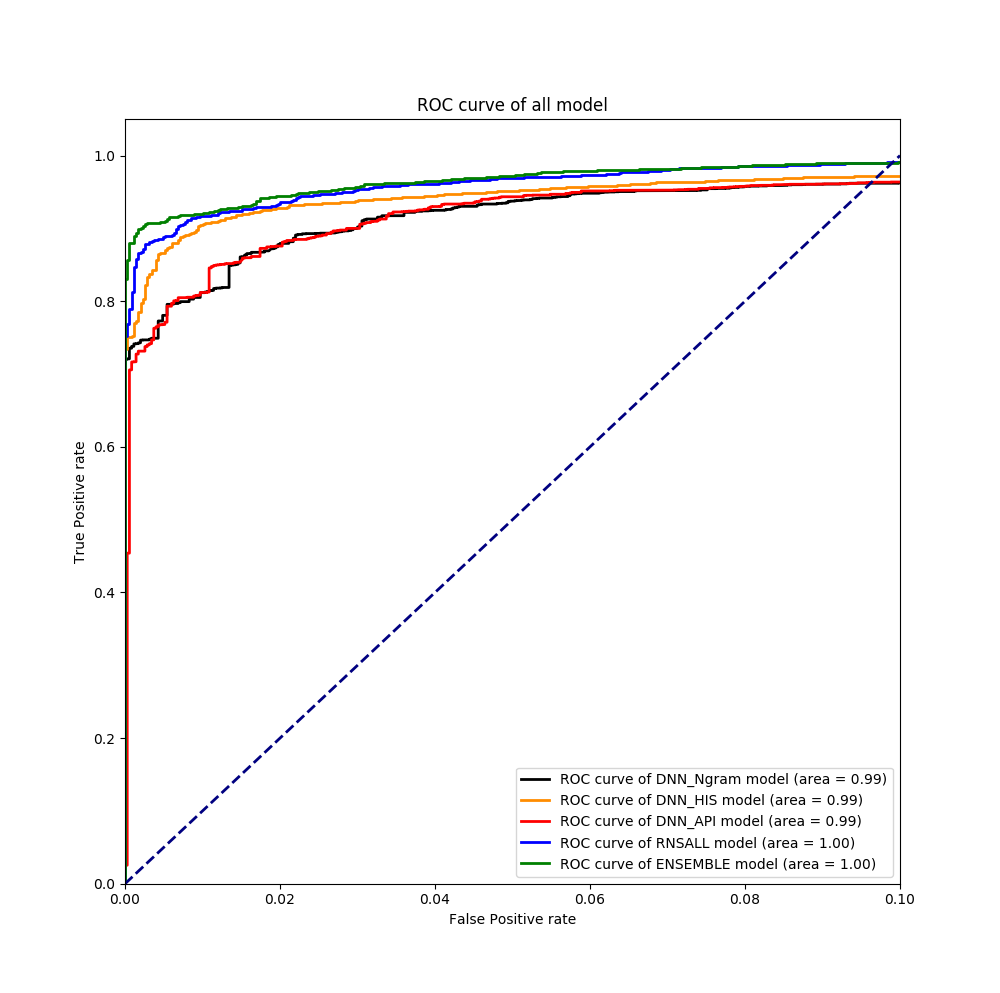 ROC curve of all model
1.0
0.8
0.6
0.4
0.2
0.0
True Positive rate
ROC curve of DNN_Ngram model (area = 0.99)
ROC curve of DNN_HIS model (area = 0.99)
ROC curve of DNN_API model (area = 0.99)
ROC curve of RNSALL model (area = 1.00)
ROC curve of ENSEMBLE model (area = 1.00)
0.00 0.02 0.04 0.06 0.08 0.10
False Positive rate